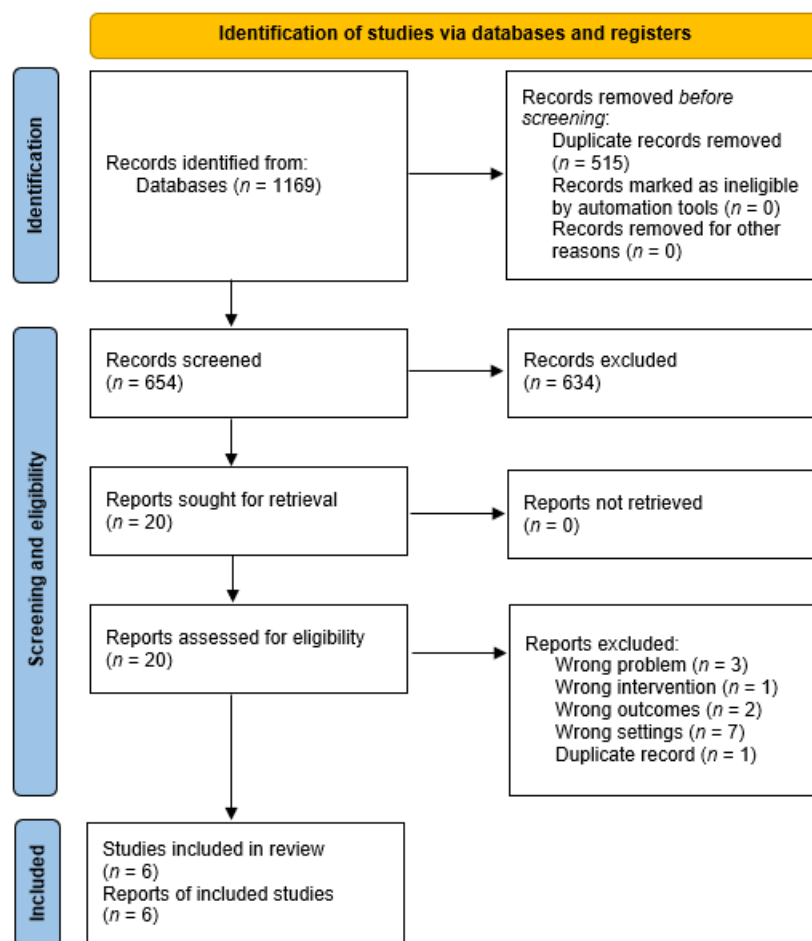 Identification of studies via databases and registers
Identification
Records identified from:
Databases (n = 1169)
Records removed before
screening:
Duplicate records removed
(n = 515)
Records marked as ineligible
by automation tools (n = 0)
Records removed for other
reasons (n = 0)
Screening and eligibility
Records screened
(n = 654)
Records excluded
(n = 634)
Reports sought for retrieval
(n = 20)
Reports not retrieved
(n = 0)
Reports assessed for eligibility
(n = 20)
Reports excluded:
Wrong problem (n = 3)
Wrong intervention (n = 1)
Wrong outcomes (n = 2)
Wrong settings (n = 7)
Duplicate record (n = 1)
Included
Studies included in review
(n = 6)
Reports of included studies
(n = 6)